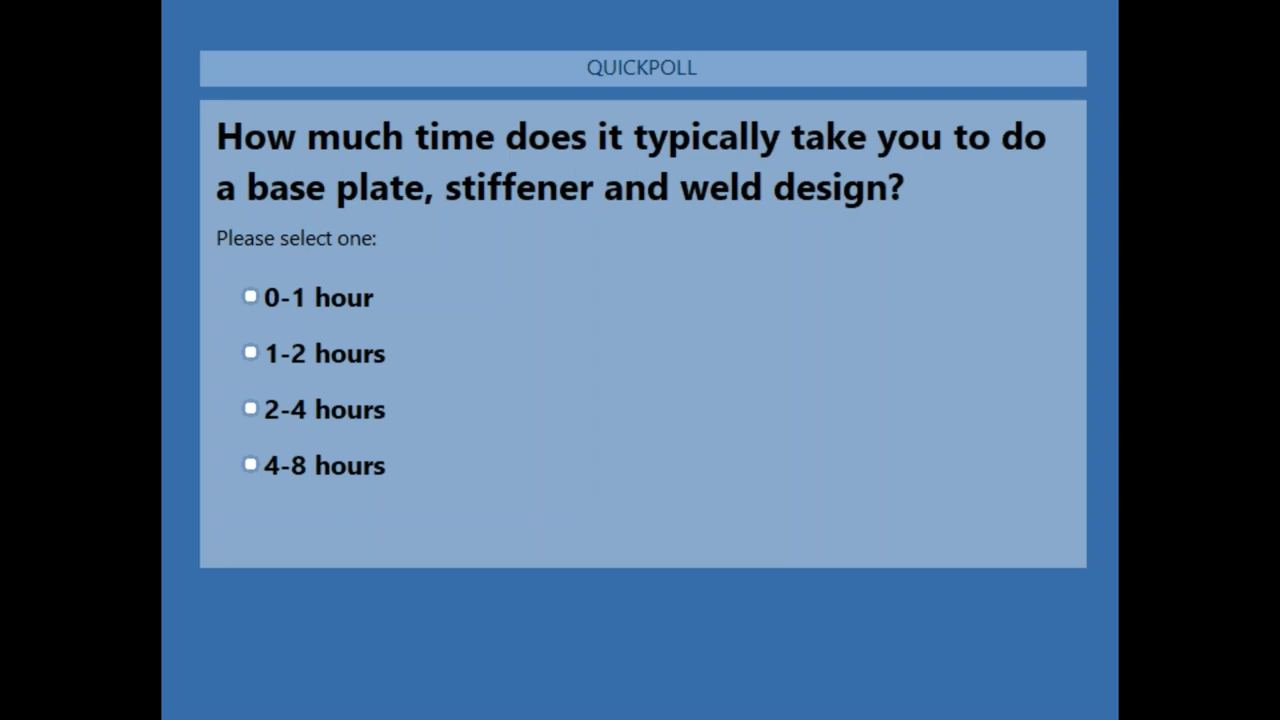 QUICKPOLL
How much time does it typically take you to do
a base plate, stiffener and weld design?
Please select one:
0-1 hour
1-2 hours
2-4 hours
4-8 hours